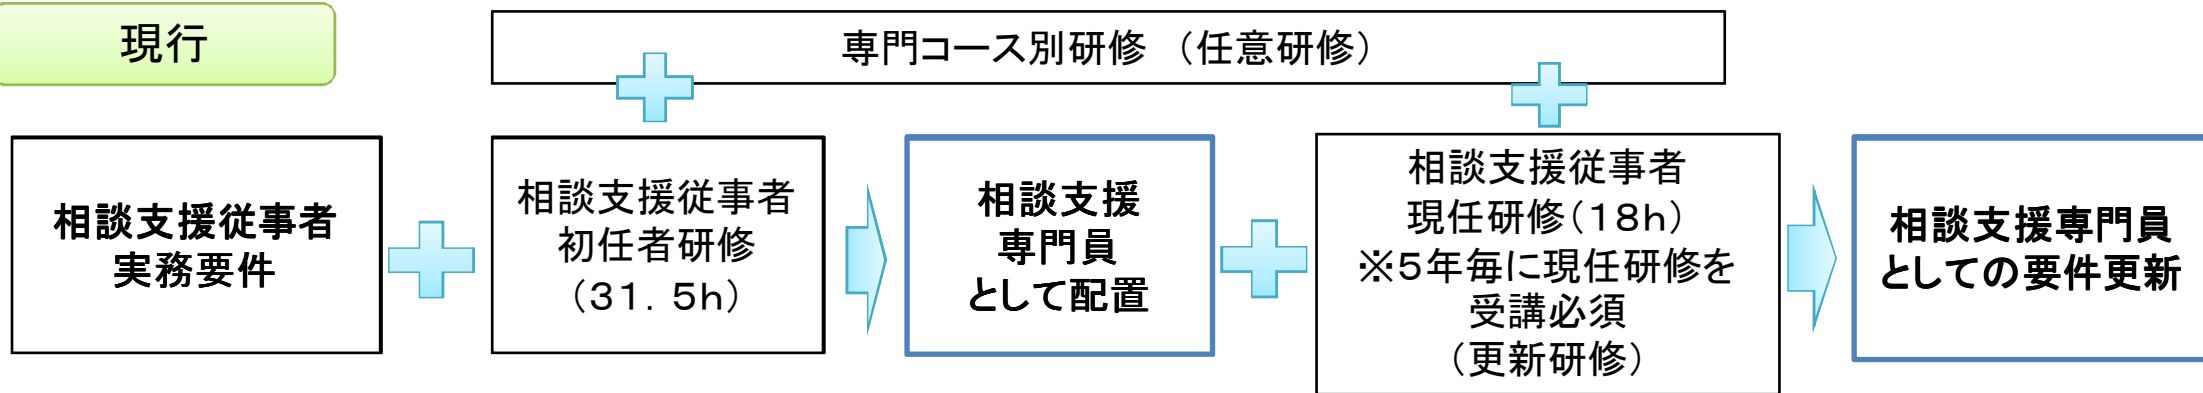 現行
専門コース別研修 （任意研修）
相談支援従事者
実務要件
相談支援従事者
初任者研修
（31．5h）
相談支援
専門員
として配置
相談支援従事者
現任研修（18h）
※5年毎に現任研修を
受講必須
（更新研修）
相談支援専門員
としての要件更新